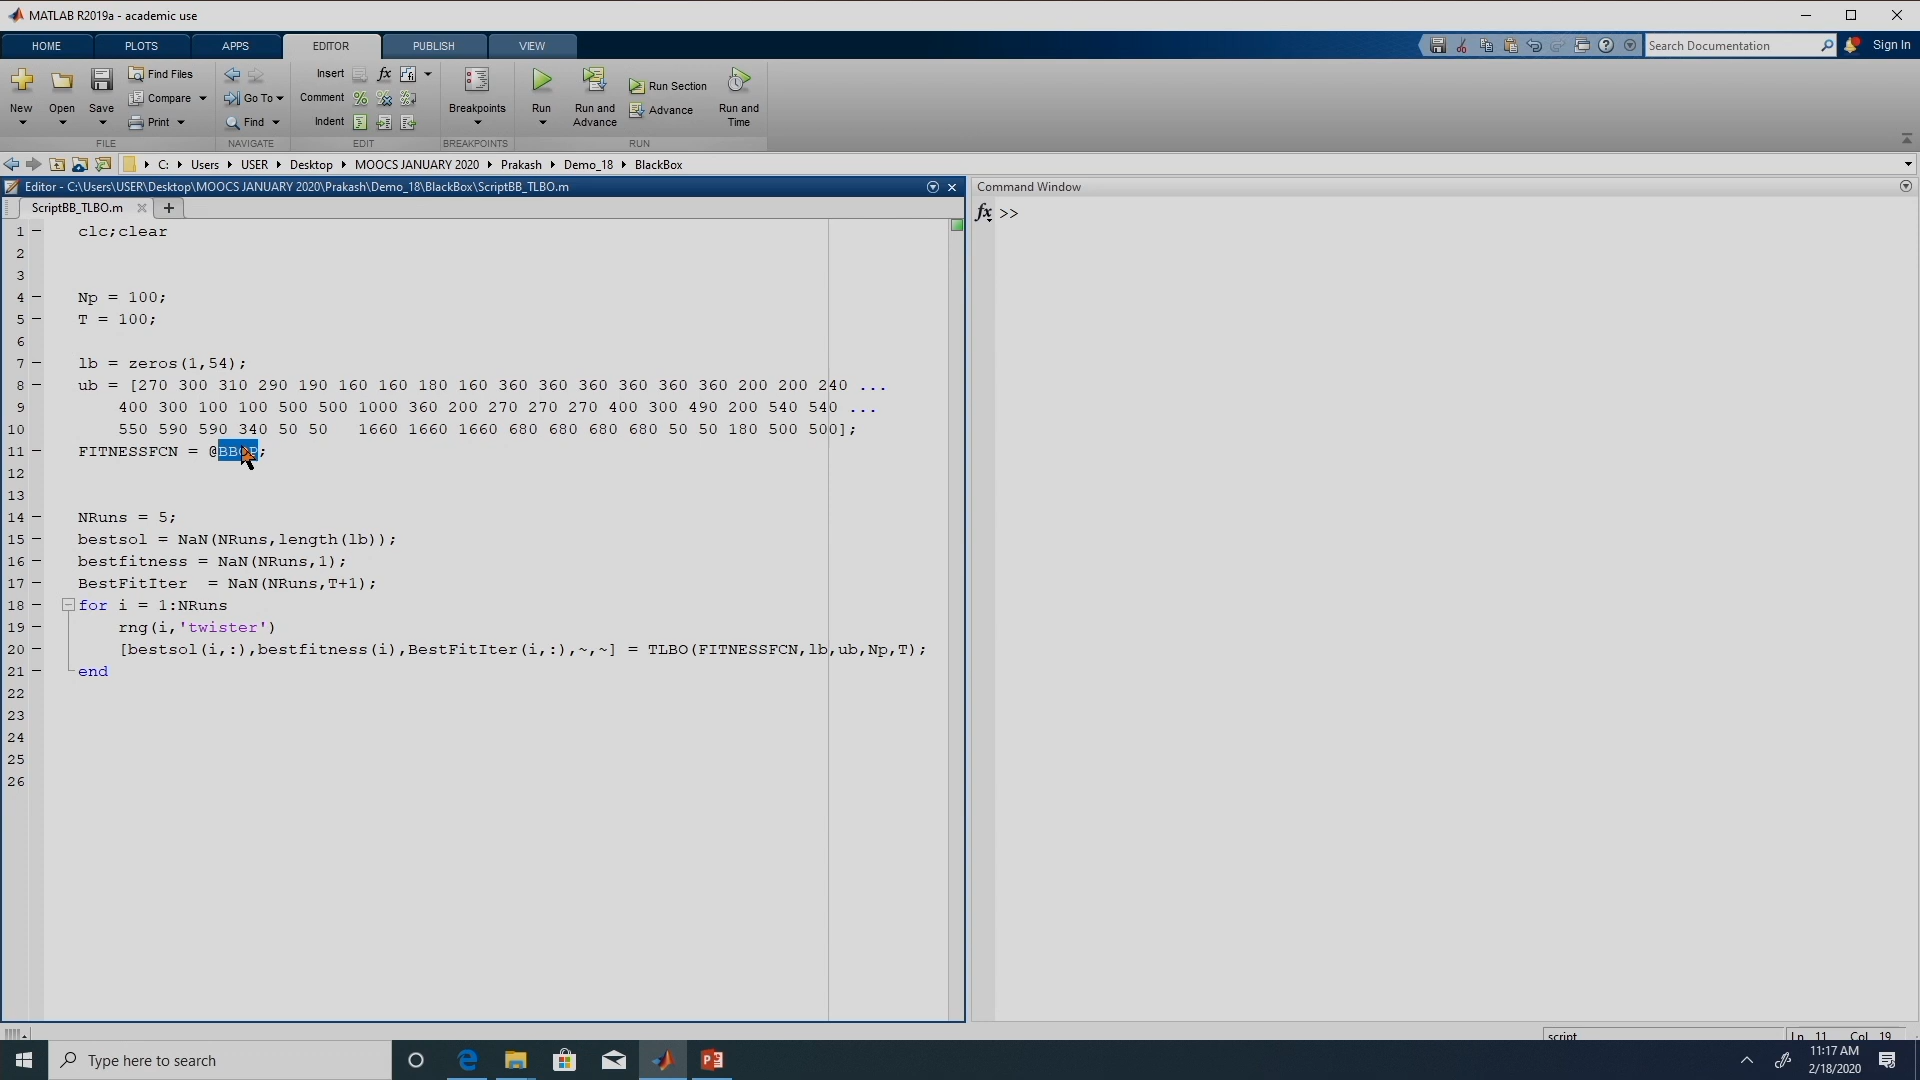 MATLAB R2019a - academic use
HOME PLOTS APPS EDITOR PUBLISH VIEW
Search Documentation Sign In
New Open Save Find Files Compare Print
Go To Find
Insert fx
Comment
Indent
Breakpoints Run Run and Advance Run Section Advance Run and Time
FILE NAVIGATE EDIT BREAKPOINTS RUN
C: Users USER Desktop MOOCS JANUARY 2020 Prakash Demo_18 BlackBox
Editor - C:\Users\USER\Desktop\MOOCS JANUARY 2020\Prakash\Demo_18\BlackBox\ScriptBB_TLBO.m
Command Window
ScriptBB_TLBO.m
fx >>
1 clc;clear
2
3
4 Np = 100;
5 T = 100;
6
7 lb = zeros(1,54);
8 ub = [270 300 310 290 190 160 160 180 160 360 360 360 360 360 360 200 200 240 ...
9 400 300 100 100 500 500 1000 360 200 270 270 270 400 300 490 200 540 540 ...
10 550 590 590 340 50 50 1660 1660 1660 680 680 680 680 50 50 180 500 500];
11 FITNESSFCN = @BBOP;
12
13
14 NRuns = 5;
15 bestsol = NaN(NRuns,length(lb));
16 bestfitness = NaN(NRuns,1);
17 BestFitIter = NaN(NRuns,T+1);
18 for i = 1:NRuns
19 rng(i,'twister')
20 [bestsol(i,:),bestfitness(i),BestFitIter(i,:),~,~] = TLBO(FITNESSFCN,lb,ub,Np,T);
21 end
22
23
24
25
26
script Ln 11 Col 19
Type here to search
11:17 AM
2/18/2020